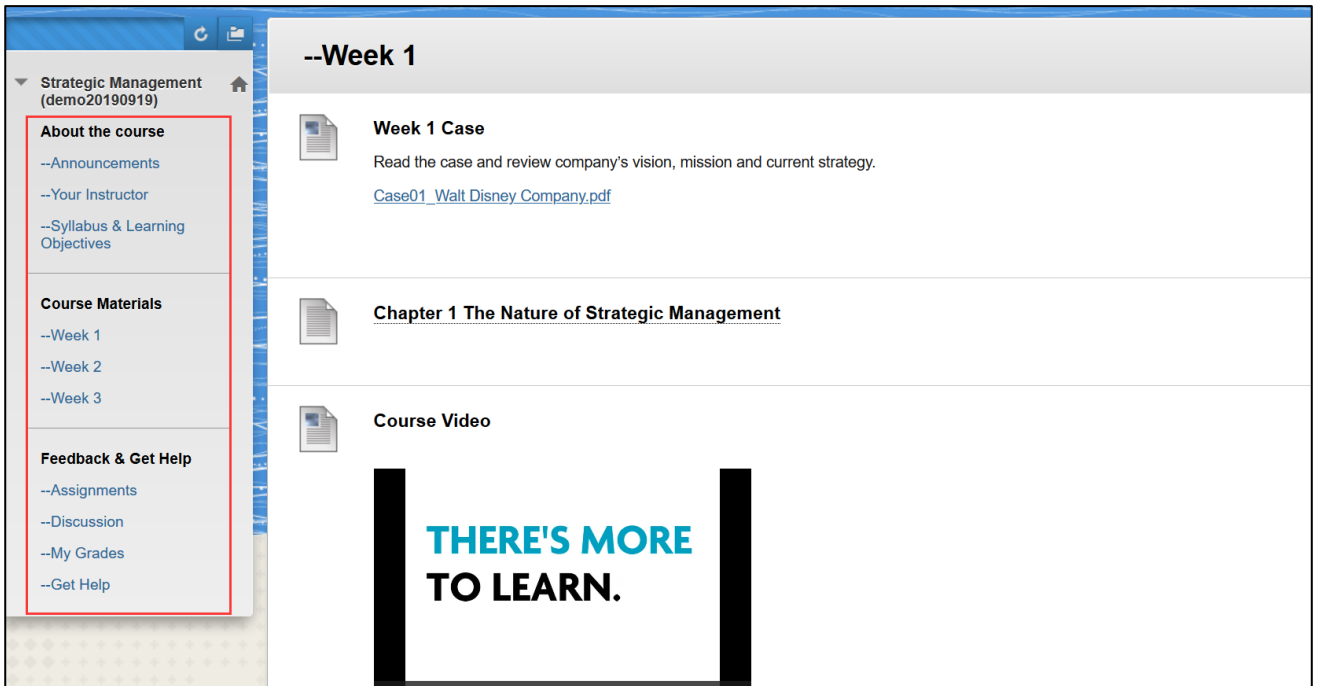 Strategic Management
(demo20190919)
About the course
--Announcements
--Your Instructor
--Syllabus & Learning
Objectives
Course Materials
--Week 1
--Week 2
--Week 3
Feedback & Get Help
--Assignments
--Discussion
--My Grades
--Get Help
--Week 1
Week 1 Case
Read the case and review company’s vision, mission and current strategy.
Case01_Walt Disney Company.pdf
Chapter 1 The Nature of Strategic Management
Course Video
THERE'S MORE
TO LEARN.